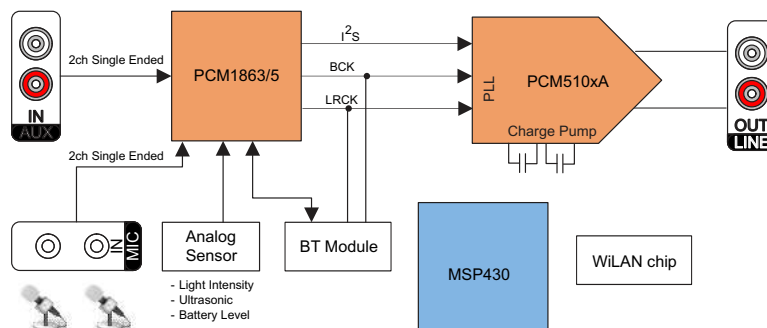 2ch Single Ended
IN
AUX
PCM1863/5
I2S
BCK
LRCK
PLL
PCM510xA
Charge Pump
OUT
LINE
2ch Single Ended
IN
MIC
Analog
Sensor
- Light Intensity
- Ultrasonic
- Battery Level
BT Module
MSP430
WiLAN chip